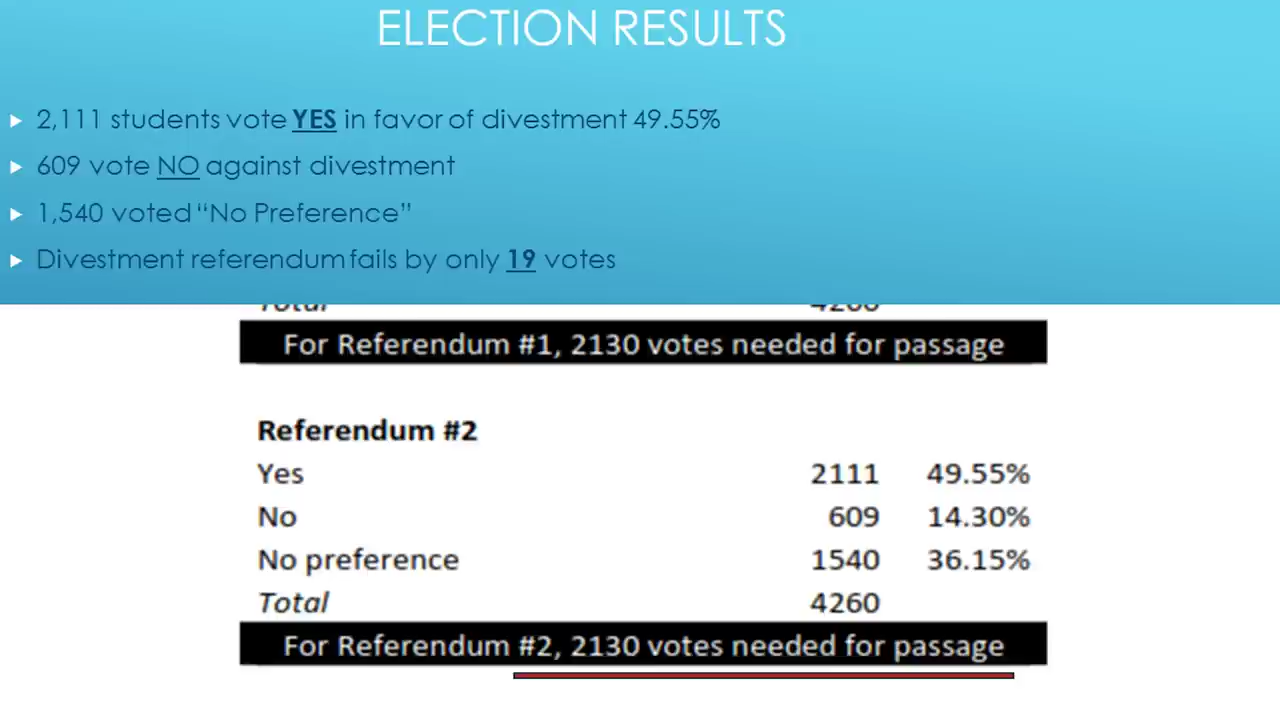 ELECTION RESULTS
2,111 students vote YES in favor of divestment 49.55%
609 vote NO against divestment
1,540 voted “No Preference”
Divestment referendum fails by only 19 votes
Total 4260
For Referendum #1, 2130 votes needed for passage
Referendum #2
Yes 2111 49.55%
No 609 14.30%
No preference 1540 36.15%
Total 4260
For Referendum #2, 2130 votes needed for passage